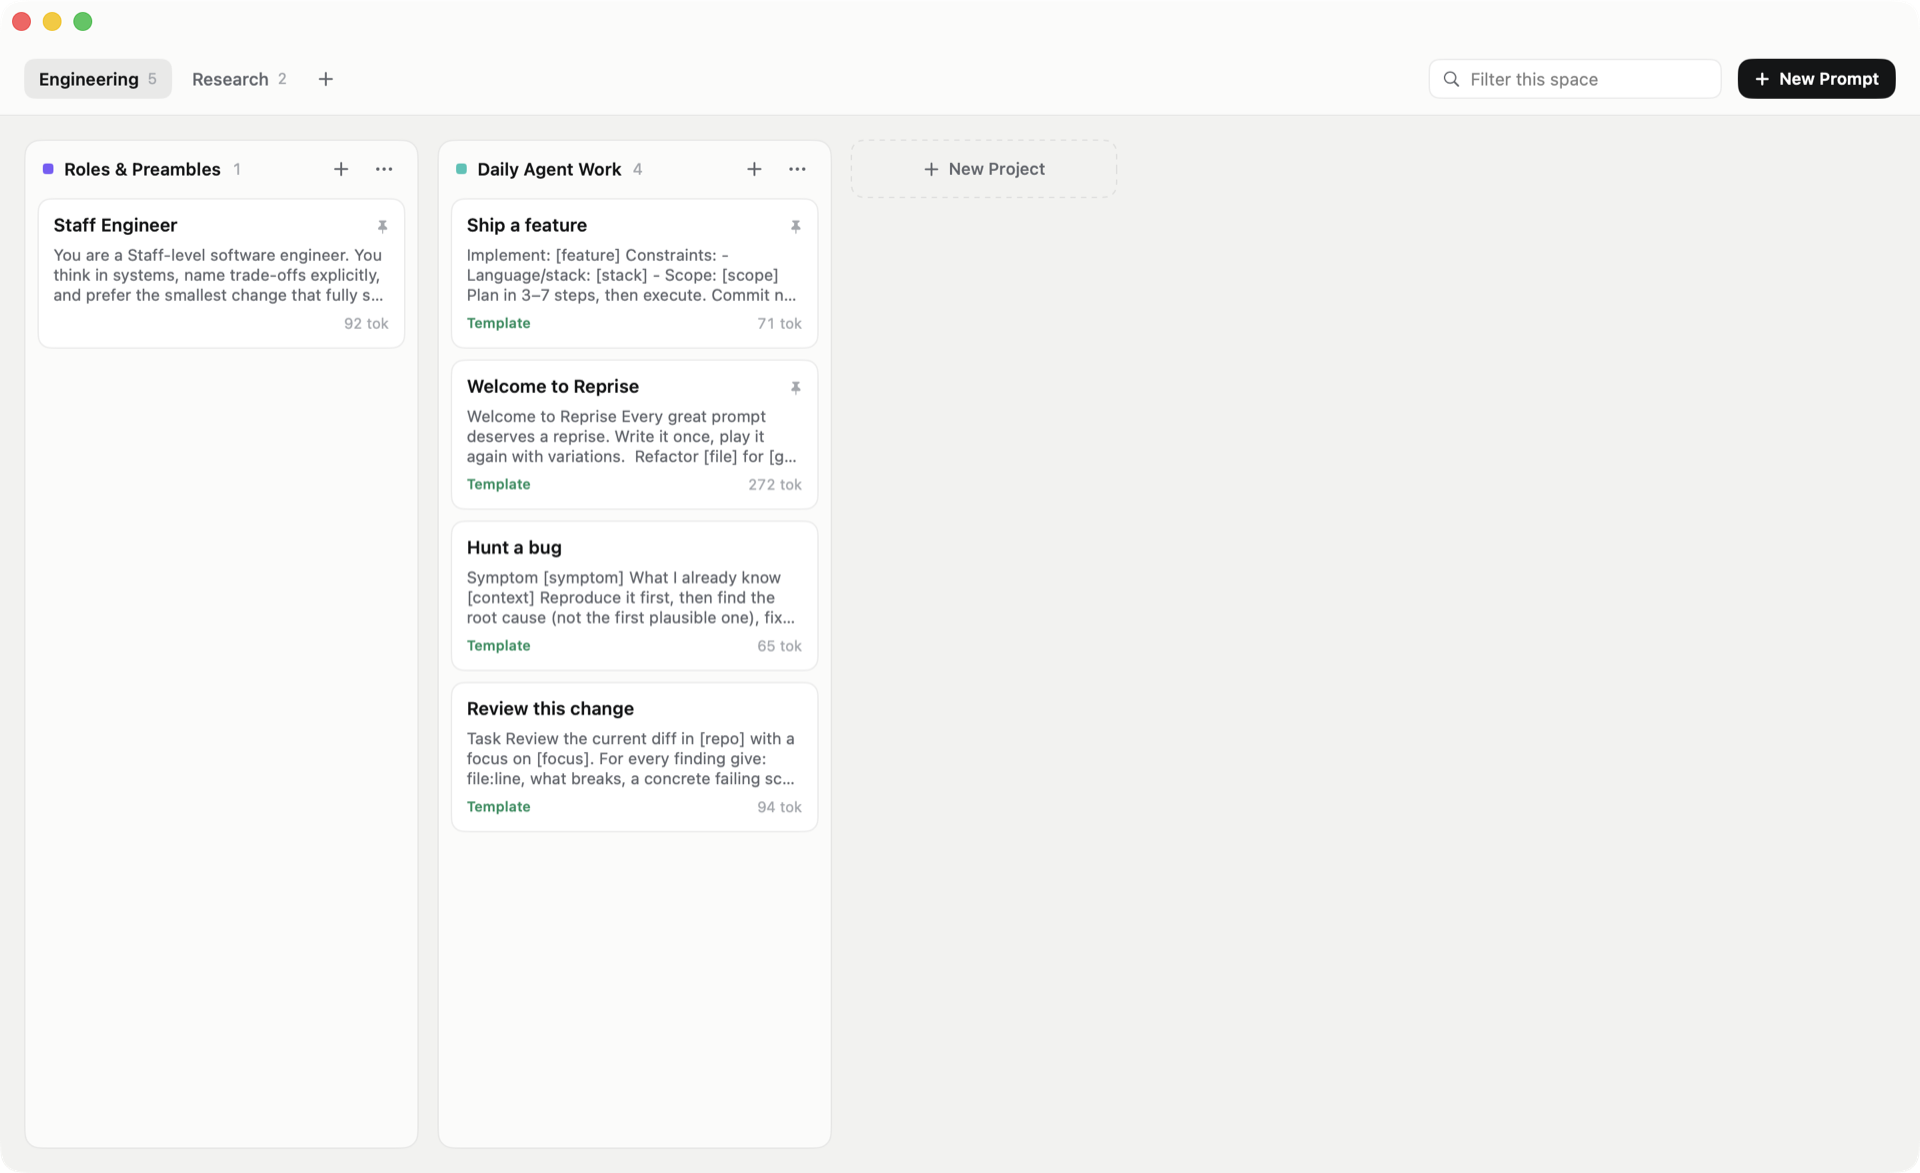 Engineering 5
Research 2
Filter this space
New Prompt
Roles & Preambles 1
Staff Engineer
You are a Staff-level software engineer. You
think in systems, name trade-offs explicitly,
and prefer the smallest change that fully s...
92 tok
Daily Agent Work 4
Ship a feature
Implement: [feature] Constraints: -
Language/stack: [stack] - Scope: [scope]
Plan in 3–7 steps, then execute. Commit n...
Template 71 tok
Welcome to Reprise
Welcome to Reprise Every great prompt
deserves a reprise. Write it once, play it
again with variations.  Refactor [file] for [g...
Template 272 tok
Hunt a bug
Symptom [symptom] What I already know
[context] Reproduce it first, then find the
root cause (not the first plausible one), fix...
Template 65 tok
Review this change
Task Review the current diff in [repo] with a
focus on [focus]. For every finding give:
file:line, what breaks, a concrete failing sc...
Template 94 tok
New Project